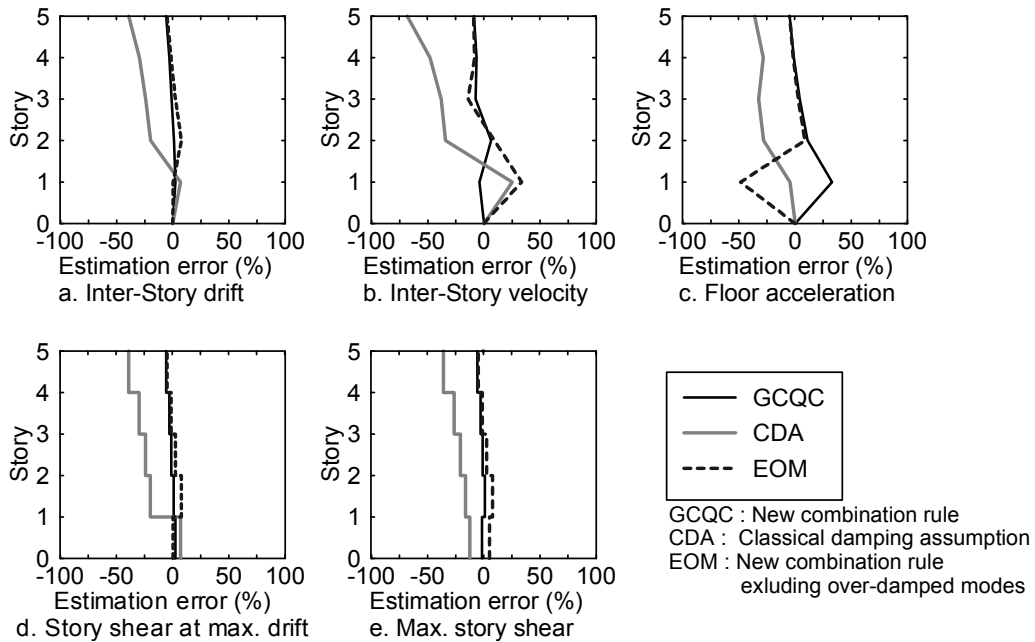 5
4
3
2
1
0
Story
-100 -50 0 50 100
Estimation error (%)
a. Inter-Story drift
5
4
3
2
1
0
Story
-100 -50 0 50 100
Estimation error (%)
b. Inter-Story velocity
5
4
3
2
1
0
Story
-100 -50 0 50 100
Estimation error (%)
c. Floor acceleration
5
4
3
2
1
0
Story
-100 -50 0 50 100
Estimation error (%)
d. Story shear at max. drift
5
4
3
2
1
0
Story
-100 -50 0 50 100
Estimation error (%)
e. Max. story shear
GCQC
CDA
EOM
GCQC : New combination rule
CDA : Classical damping assumption
EOM : New combination rule
exluding over-damped modes